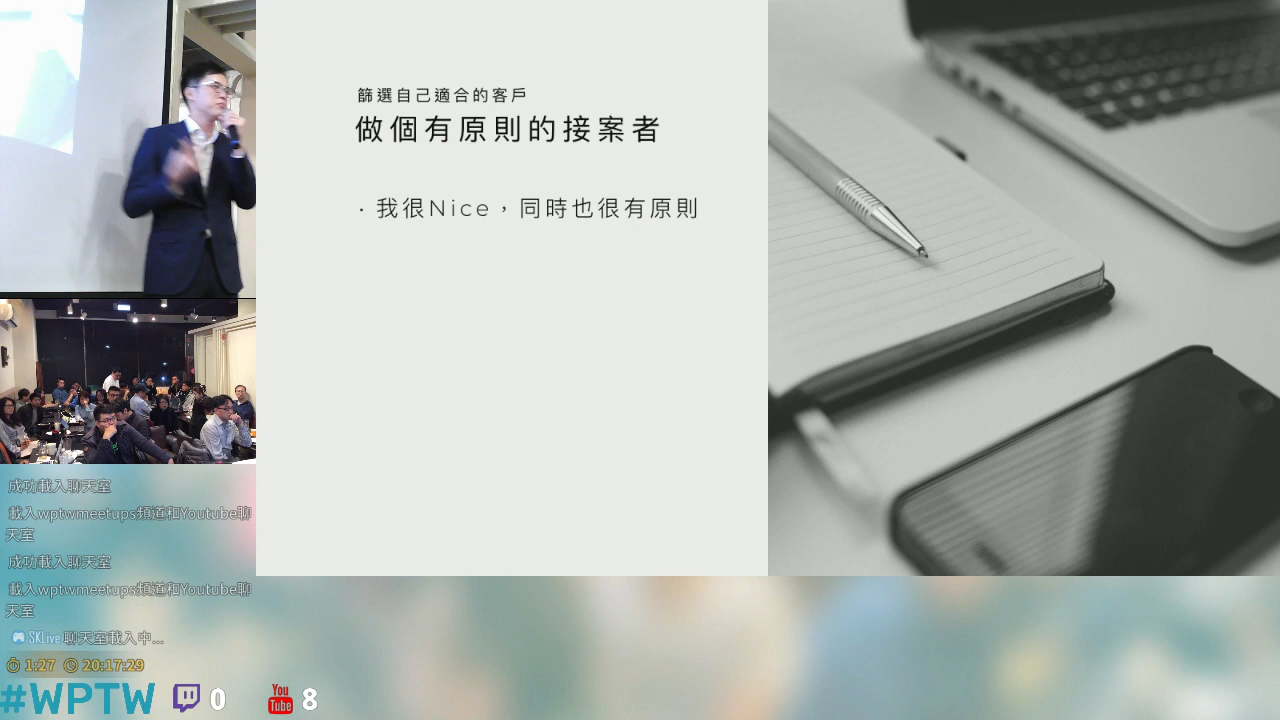 篩選自己適合的客戶
做個有原則的接案者
· 我很Nice，同時也很有原則
成功載入聊天室
載入wptwmeetups頻道和Youtube聊
天室
成功載入聊天室
載入wptwmeetups頻道和Youtube聊
天室
SKLive 聊天室載入中...
1:27 20:17:29
#WPTW 0 You Tube 8